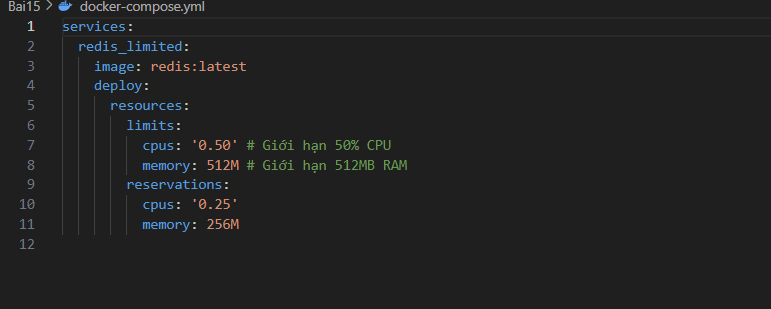 Bai15 > docker-compose.yml
1 services:
2 redis_limited:
3 image: redis:latest
4 deploy:
5 resources:
6 limits:
7 cpus: '0.50' # Giới hạn 50% CPU
8 memory: 512M # Giới hạn 512MB RAM
9 reservations:
10 cpus: '0.25'
11 memory: 256M
12